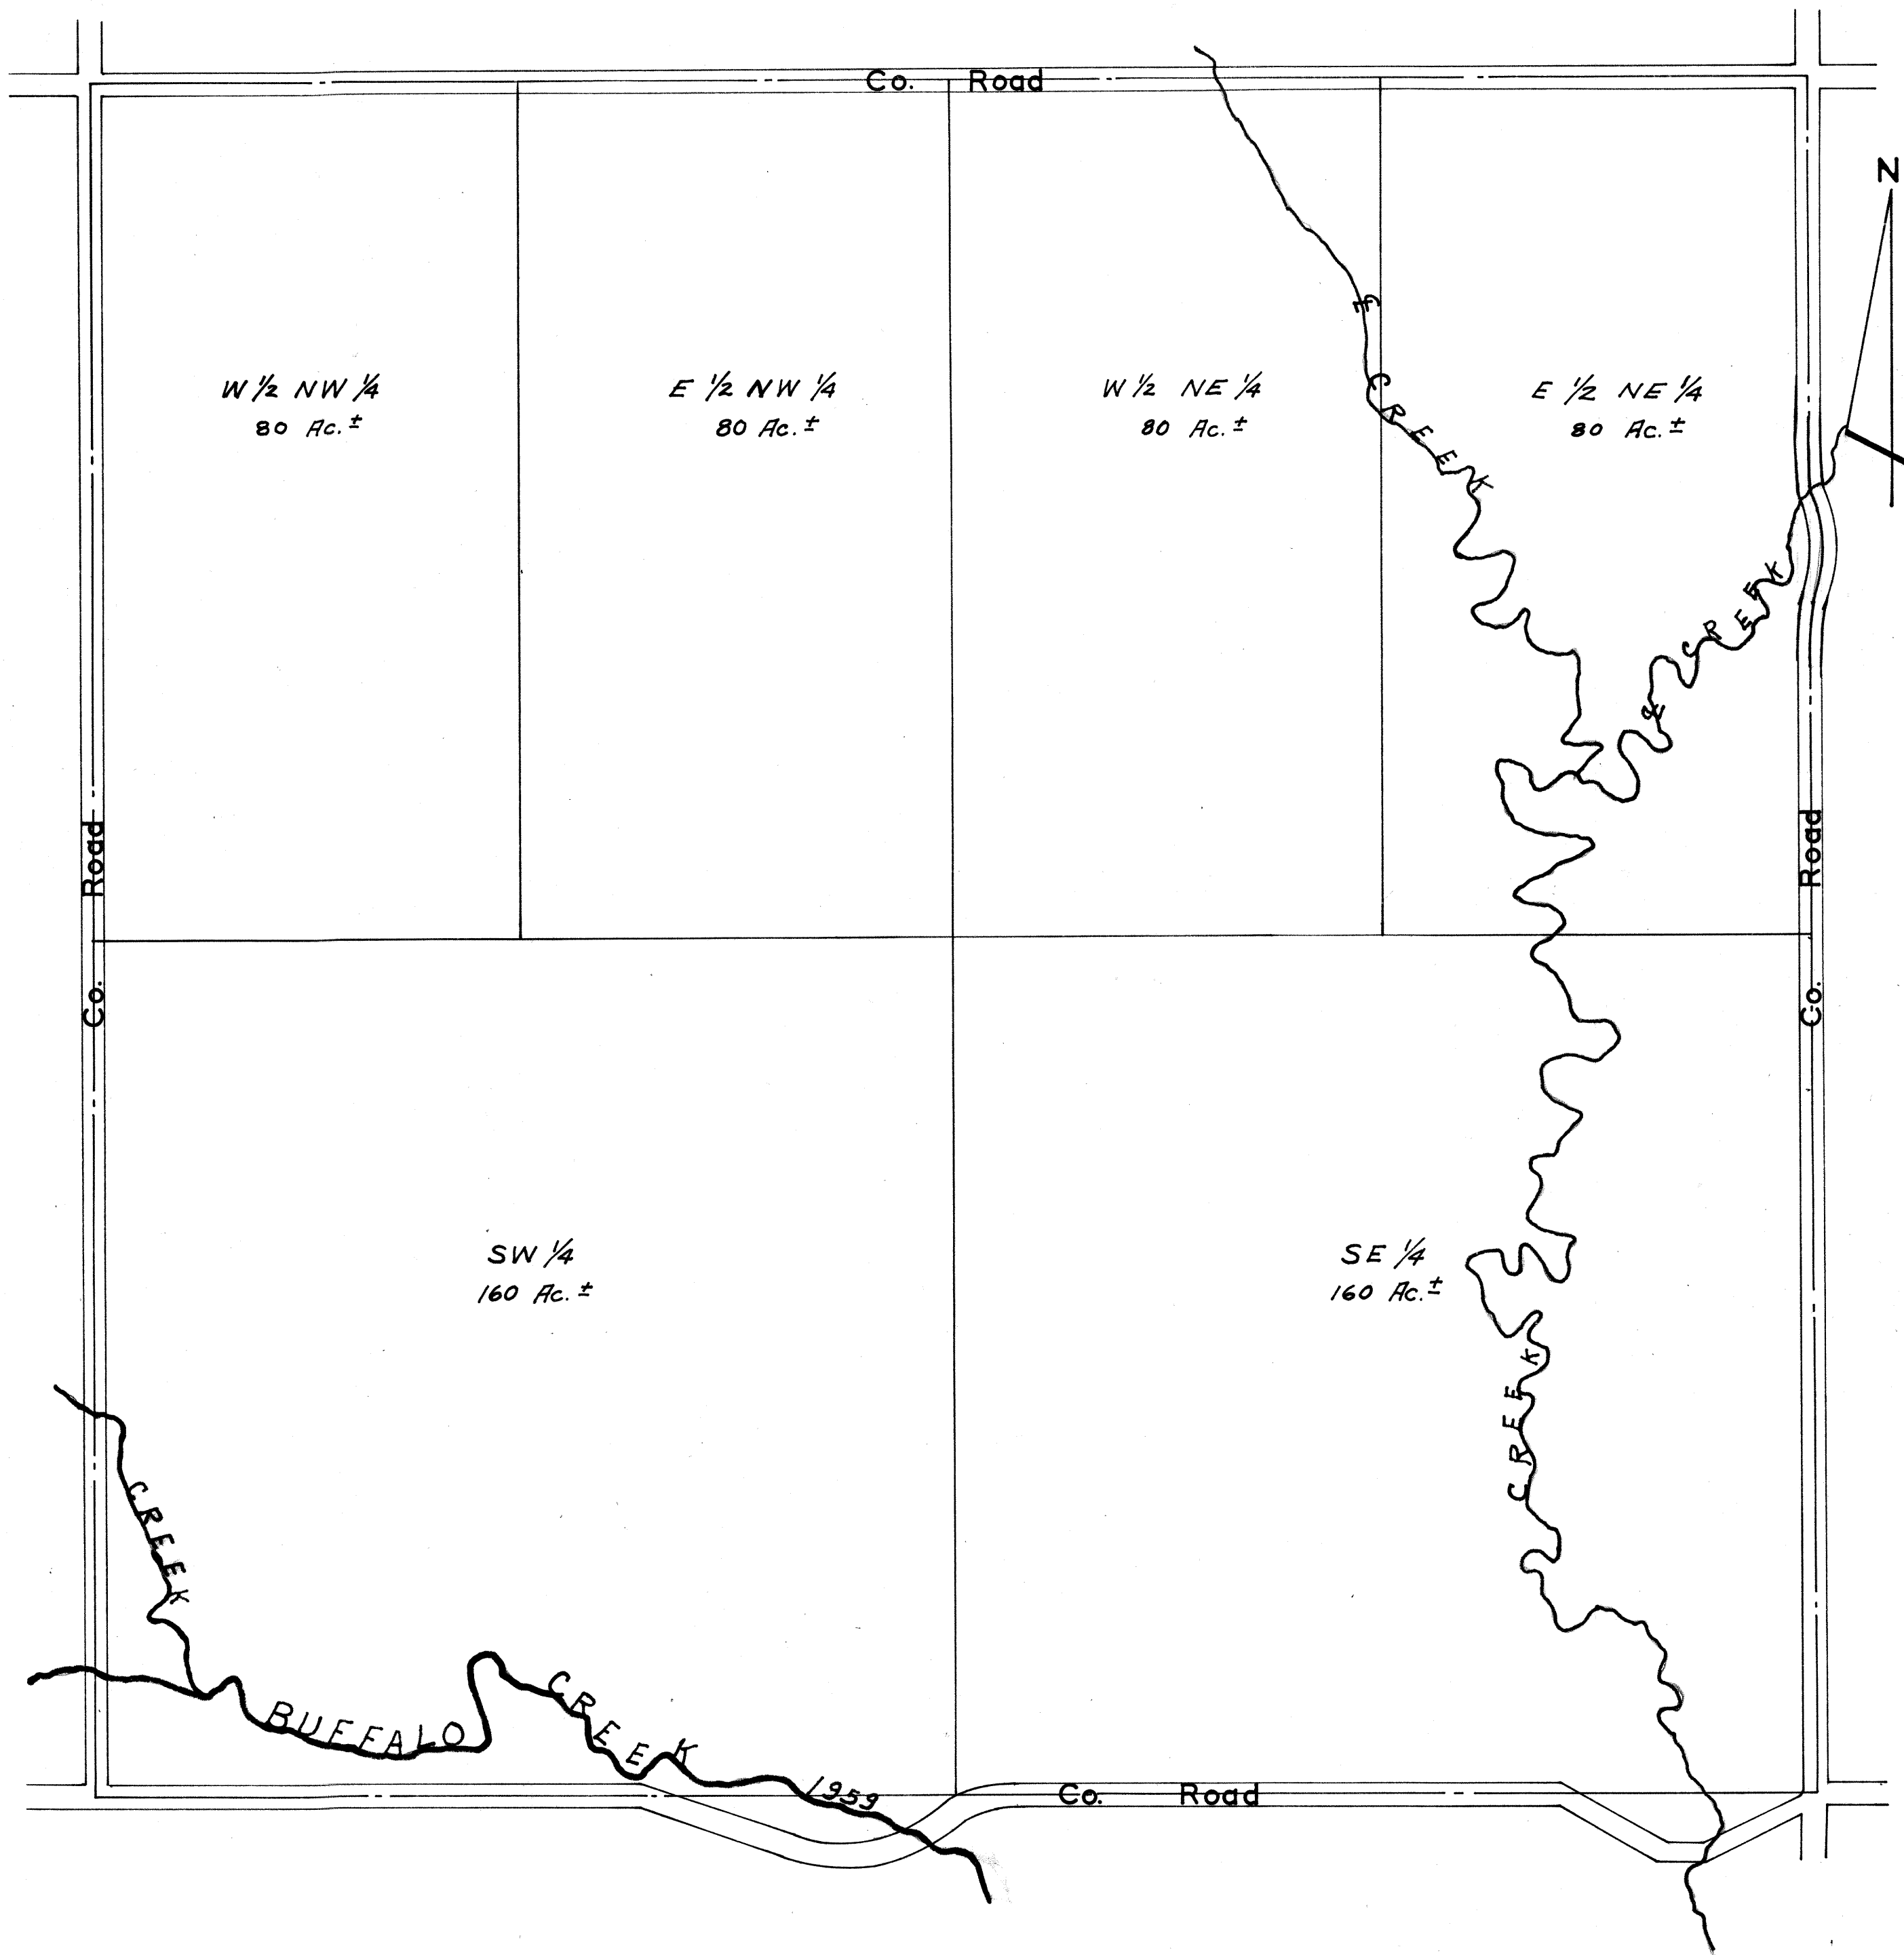 Co. Road
N
W 1/2 NW 1/4
80 Ac. ±
E 1/2 NW 1/4
80 Ac. ±
W 1/2 NE 1/4
80 Ac. ±
E 1/2 NE 1/4
80 Ac. ±
℄ CREEK
℄ CREEK
Co. Road
Co. Road
SW 1/4
160 Ac. ±
SE 1/4
160 Ac. ±
CREEK
CREEK
BUFFALO CREEK 1959
Co. Road